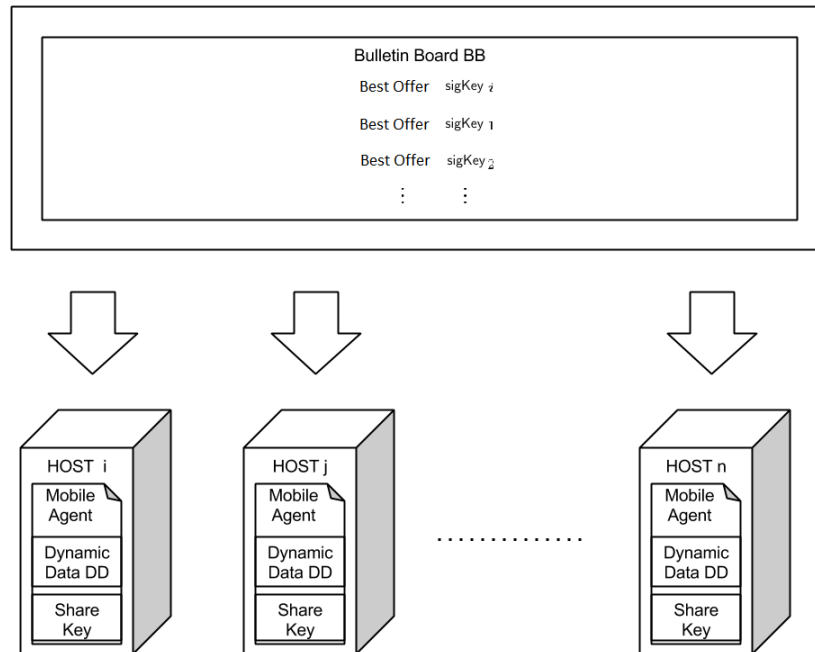 Bulletin Board BB
Best Offer sigKey i
Best Offer sigKey 1
Best Offer sigKey 2
⋮ ⋮
HOST i
Mobile
Agent
Dynamic
Data DD
Share
Key
HOST j
Mobile
Agent
Dynamic
Data DD
Share
Key
..............
HOST n
Mobile
Agent
Dynamic
Data DD
Share
Key